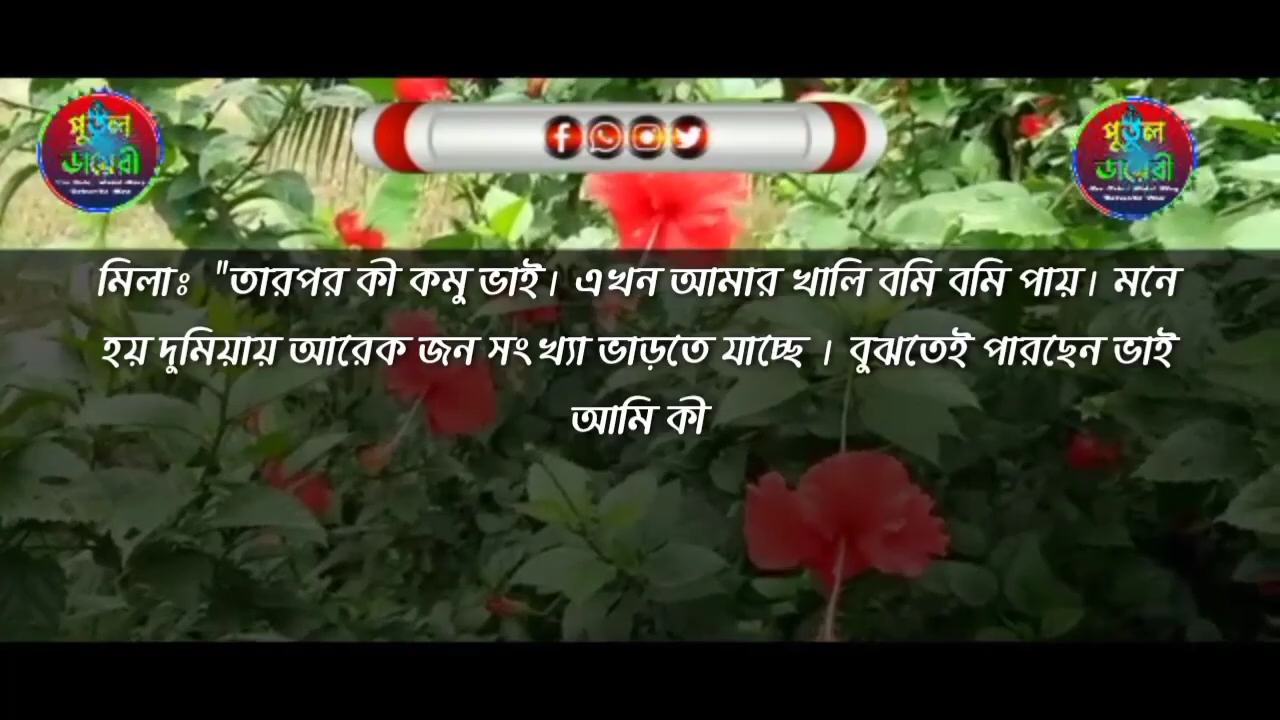 পুতুল
ডায়েরী
পুতুল
ডায়েরী
মিলাঃ "তারপর কী কমু ভাই। এখন আমার খালি বমি বমি পায়। মনে
হয় দুমিয়ায় আরেক জন সংখ্যা ভাড়তে যাচ্ছে । বুঝতেই পারছেন ভাই
আমি কী